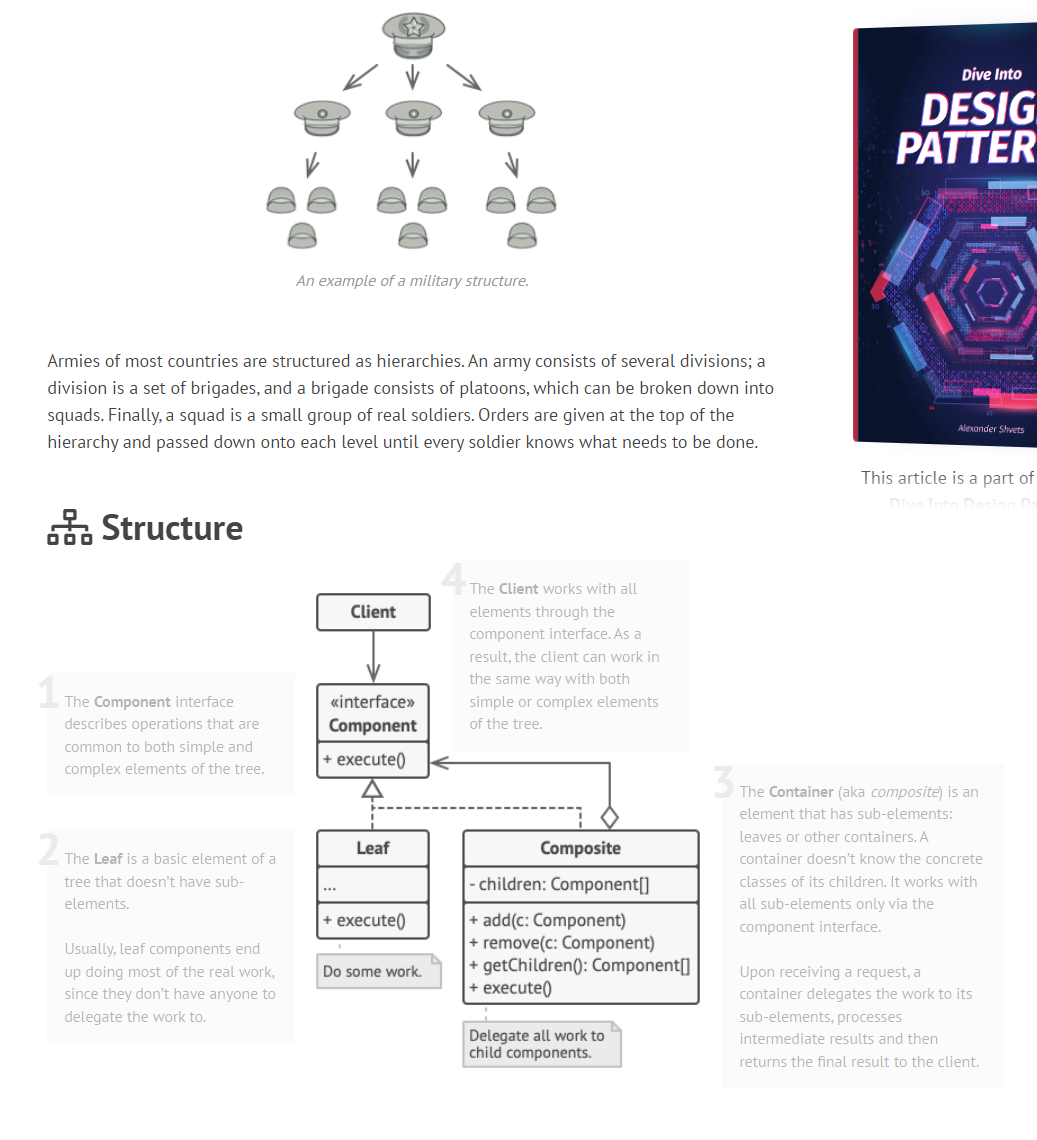 An example of a military structure.
Armies of most countries are structured as hierarchies. An army consists of several divisions; a
division is a set of brigades, and a brigade consists of platoons, which can be broken down into
squads. Finally, a squad is a small group of real soldiers. Orders are given at the top of the
hierarchy and passed down onto each level until every soldier knows what needs to be done.
Dive Into
DESIG
PATTER
50
30
Alexander Shvets
This article is a part of
Dive Into Design Pa
Structure
Client
«interface»
Component
+ execute()
Leaf
...
+ execute()
Do some work.
Composite
- children: Component[]
+ add(c: Component)
+ remove(c: Component)
+ getChildren(): Component[]
+ execute()
Delegate all work to
child components.
1
The Component interface
describes operations that are
common to both simple and
complex elements of the tree.
2
The Leaf is a basic element of a
tree that doesn't have sub-
elements.
Usually, leaf components end
up doing most of the real work,
since they don't have anyone to
delegate the work to.
3
The Container (aka composite) is an
element that has sub-elements:
leaves or other containers. A
container doesn't know the concrete
classes of its children. It works with
all sub-elements only via the
component interface.
Upon receiving a request, a
container delegates the work to its
sub-elements, processes
intermediate results and then
returns the final result to the client.
4
The Client works with all
elements through the
component interface. As a
result, the client can work in
the same way with both
simple or complex elements
of the tree.